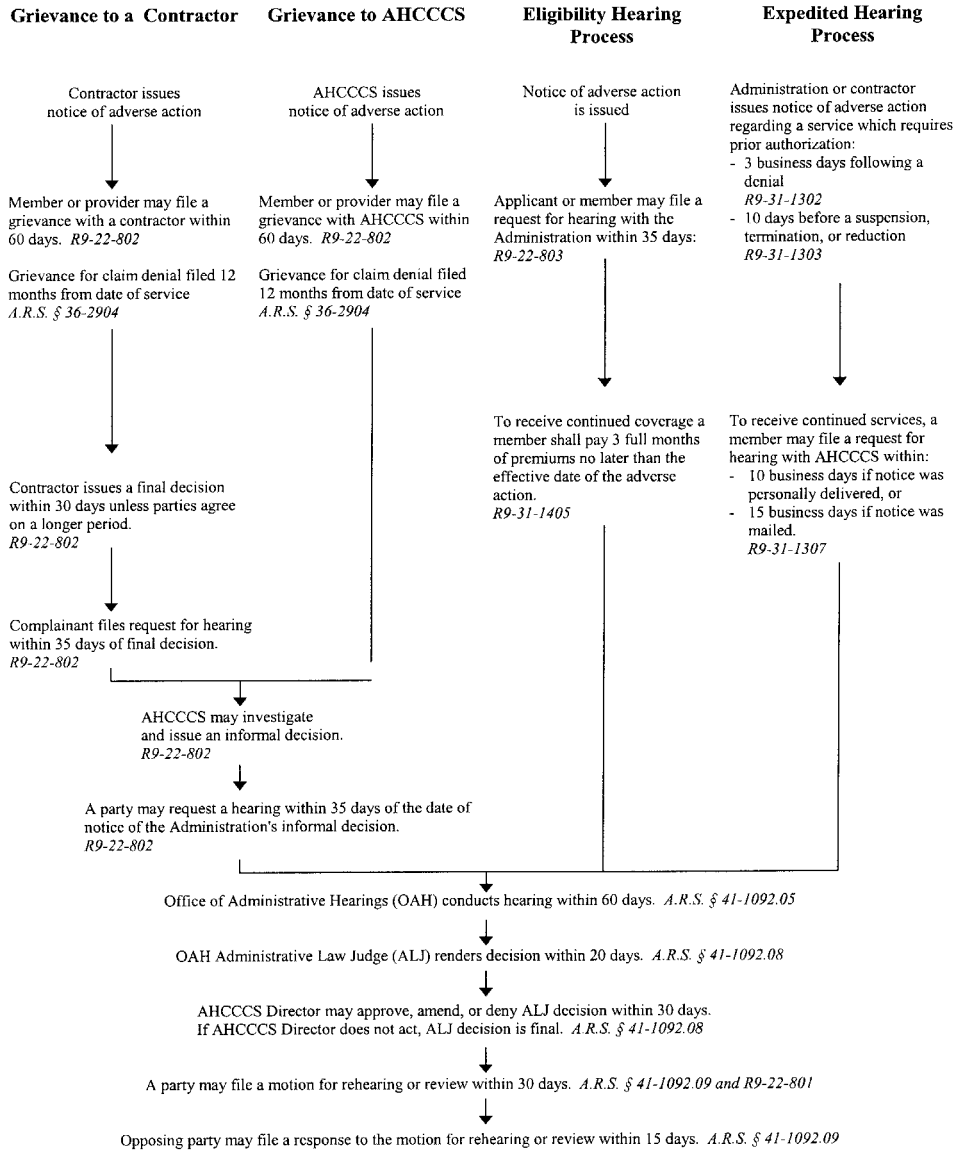 Grievance to a Contractor
Grievance to AHCCCS
Eligibility Hearing
Process
Expedited Hearing
Process
Contractor issues
notice of adverse action
Member or provider may file a
grievance with a contractor within
60 days. R9-22-802
Grievance for claim denial filed 12
months from date of service
A.R.S. § 36-2904
Contractor issues a final decision
within 30 days unless parties agree
on a longer period.
R9-22-802
Complainant files request for hearing
within 35 days of final decision.
R9-22-802
AHCCCS issues
notice of adverse action
Member or provider may file a
grievance with AHCCCS within
60 days. R9-22-802
Grievance for claim denial filed
12 months from date of service
A.R.S. § 36-2904
Notice of adverse action
is issued
Applicant or member may file a
request for hearing with the
Administration within 35 days:
R9-22-803
To receive continued coverage a
member shall pay 3 full months
of premiums no later than the
effective date of the adverse
action.
R9-31-1405
Administration or contractor
issues notice of adverse action
regarding a service which requires
prior authorization:
- 3 business days following a
denial
R9-31-1302
- 10 days before a suspension,
termination, or reduction
R9-31-1303
To receive continued services, a
member may file a request for
hearing with AHCCCS within:
- 10 business days if notice was
personally delivered, or
- 15 business days if notice was
mailed.
R9-31-1307
AHCCCS may investigate
and issue an informal decision.
R9-22-802
A party may request a hearing within 35 days of the date of
notice of the Administration's informal decision.
R9-22-802
Office of Administrative Hearings (OAH) conducts hearing within 60 days. A.R.S. § 41-1092.05
OAH Administrative Law Judge (ALJ) renders decision within 20 days. A.R.S. § 41-1092.08
AHCCCS Director may approve, amend, or deny ALJ decision within 30 days.
If AHCCCS Director does not act, ALJ decision is final. A.R.S. § 41-1092.08
A party may file a motion for rehearing or review within 30 days. A.R.S. § 41-1092.09 and R9-22-801
Opposing party may file a response to the motion for rehearing or review within 15 days. A.R.S. § 41-1092.09